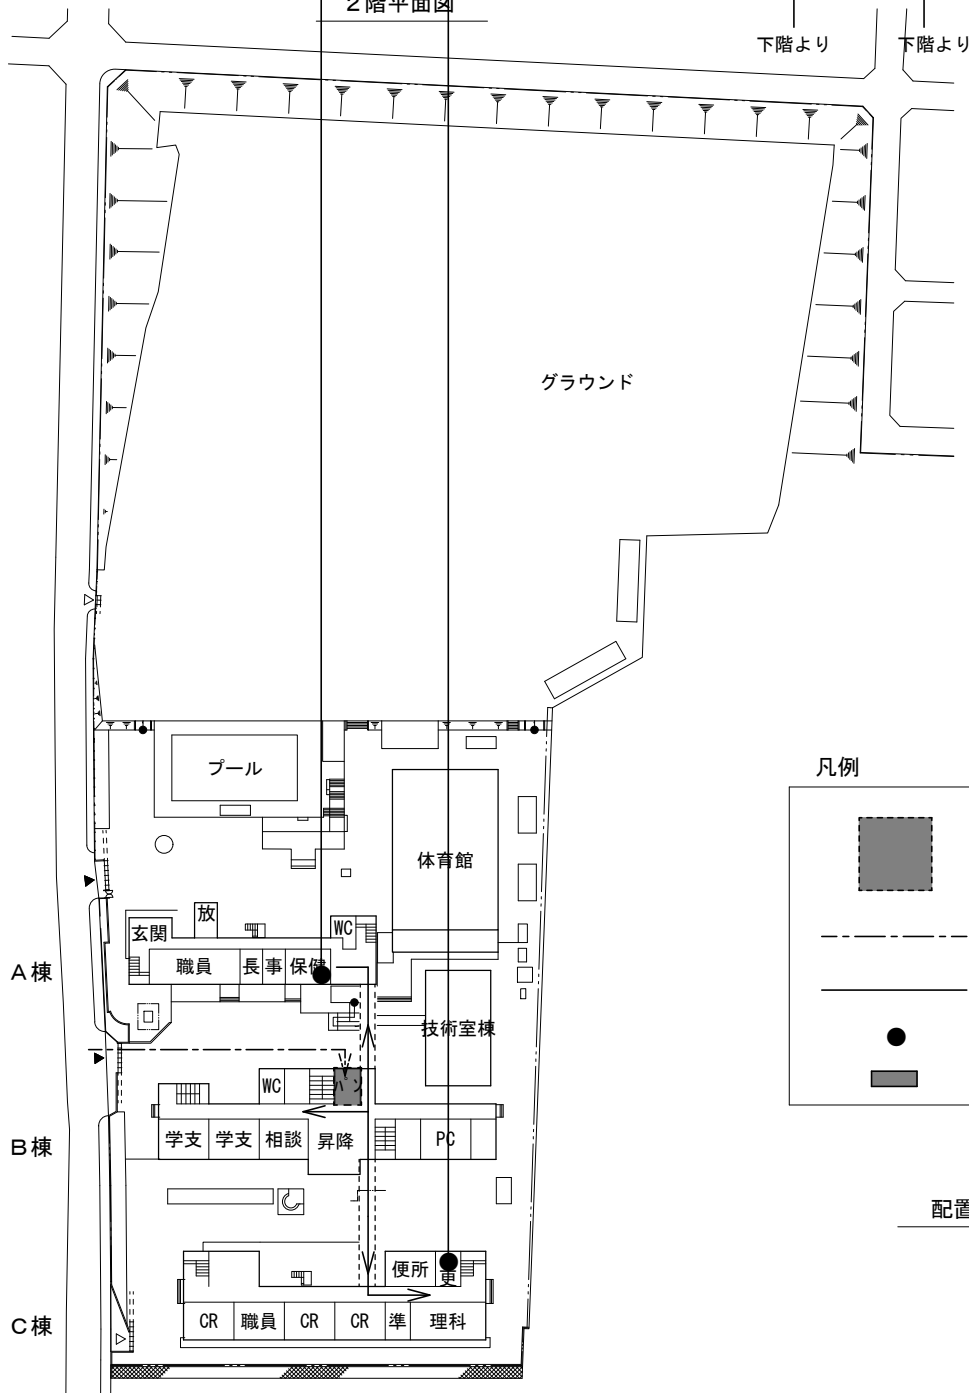 2階平面図
下階より
下階より
グラウンド
凡例
プール
体育館
放
玄関
WC
A棟
職員
長
事
保健
技術室棟
WC
パン
B棟
学支
学支
相談
昇降
PC
配置
便所
更
C棟
CR
職員
CR
CR
準
理科